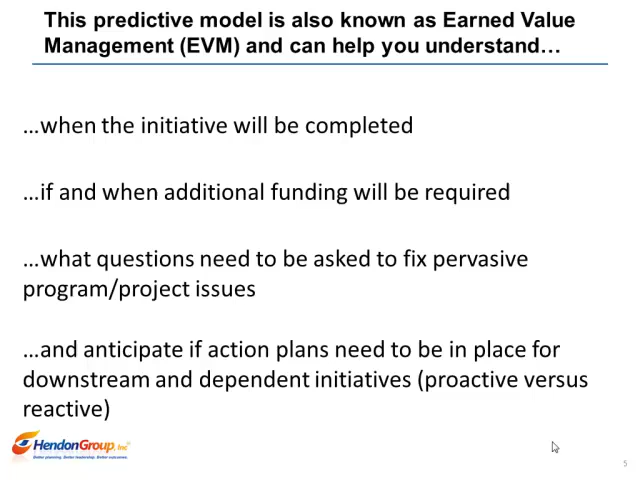 This predictive model is also known as Earned Value
Management (EVM) and can help you understand…
…when the initiative will be completed
…if and when additional funding will be required
…what questions need to be asked to fix pervasive
program/project issues
…and anticipate if action plans need to be in place for
downstream and dependent initiatives (proactive versus
reactive)
HendonGroup, Inc®
Better planning. Better leadership. Better outcomes.
5